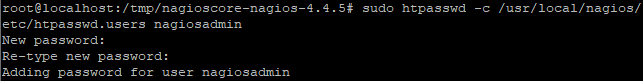 root@localhost:/tmp/nagioscore-nagios-4.4.5# sudo htpasswd -c /usr/local/nagios/
etc/htpasswd.users nagiosadmin
New password:
Re-type new password:
Adding password for user nagiosadmin